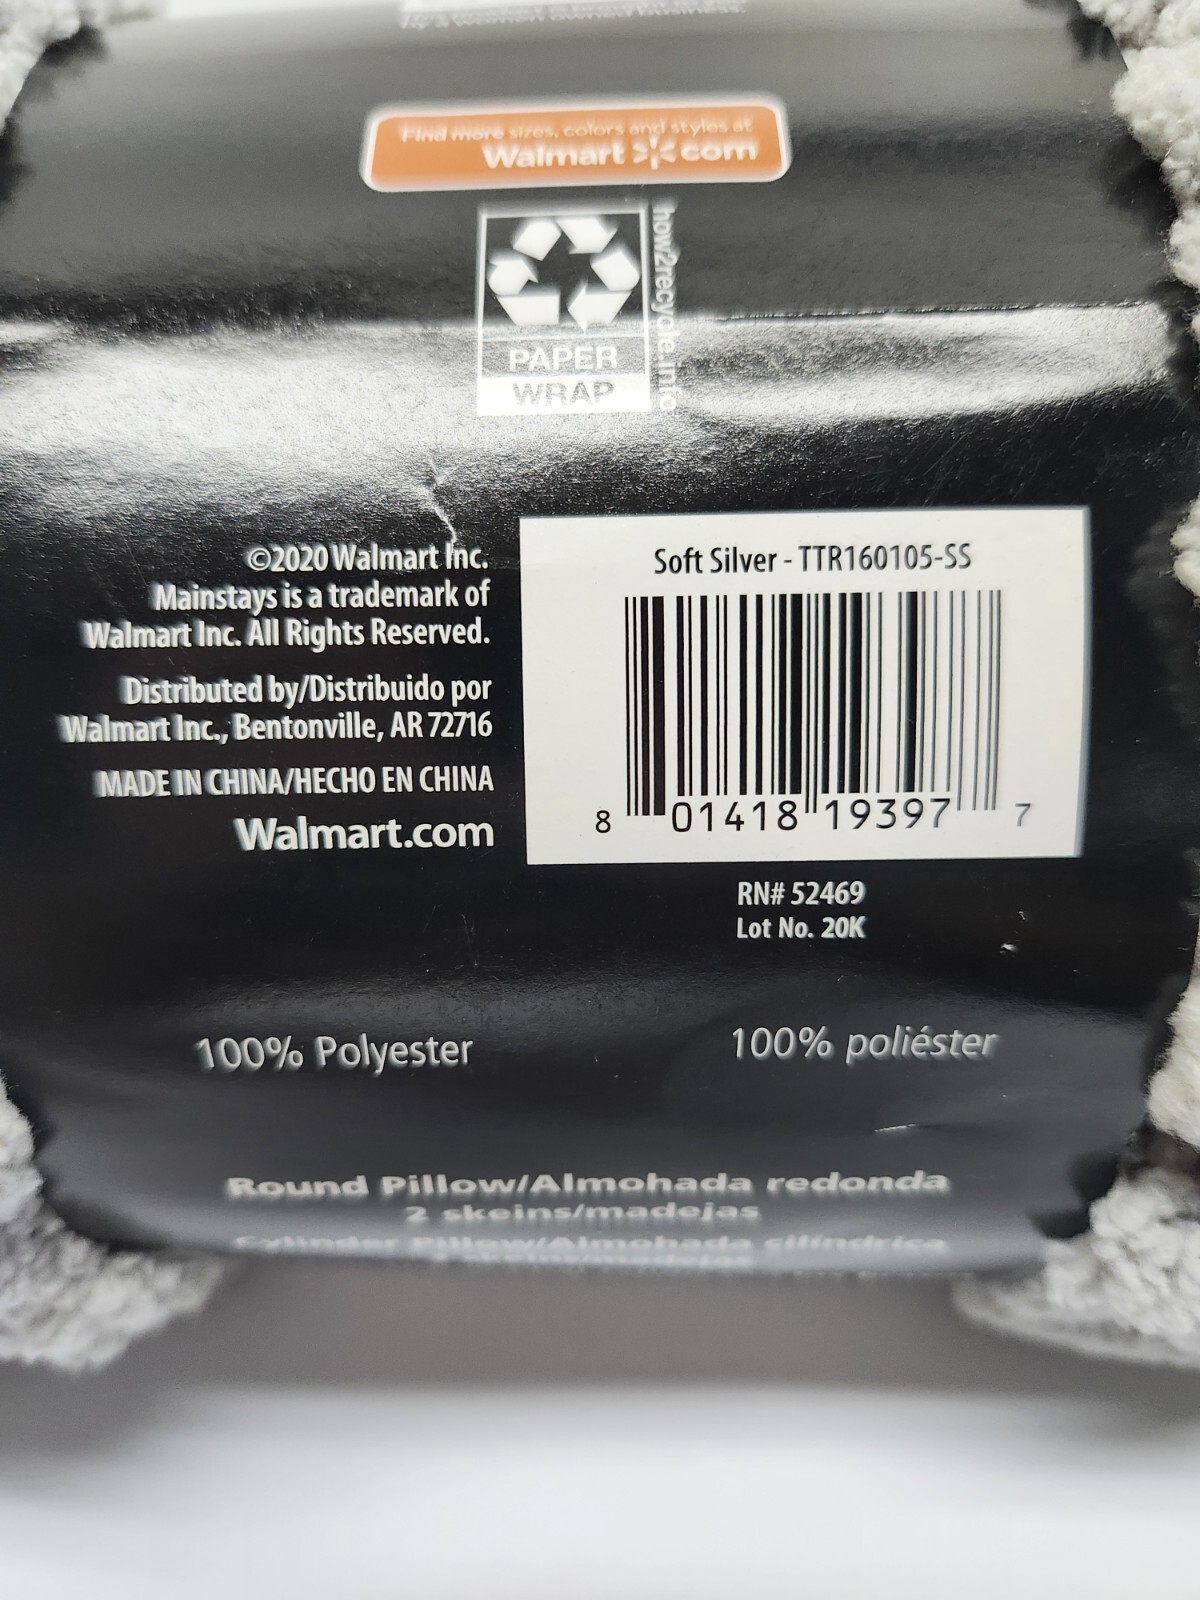 Find more sizes, colors and styles at
Walmart com
PAPER
WRAP
how2recycle.info
©2020 Walmart Inc.
Mainstays is a trademark of
Walmart Inc. All Rights Reserved.
Distributed by/Distribuido por
Walmart Inc., Bentonville, AR 72716
MADE IN CHINA/HECHO EN CHINA
Walmart.com
Soft Silver - TTR160105-SS
8 01418 19397 7
RN# 52469
Lot No. 20K
100% Polyester
100% poliéster
Round Pillow/Almohada redonda
2 skeins/madejas
Cylinder Pillow/Almohada cilíndrica
skeins/madejas